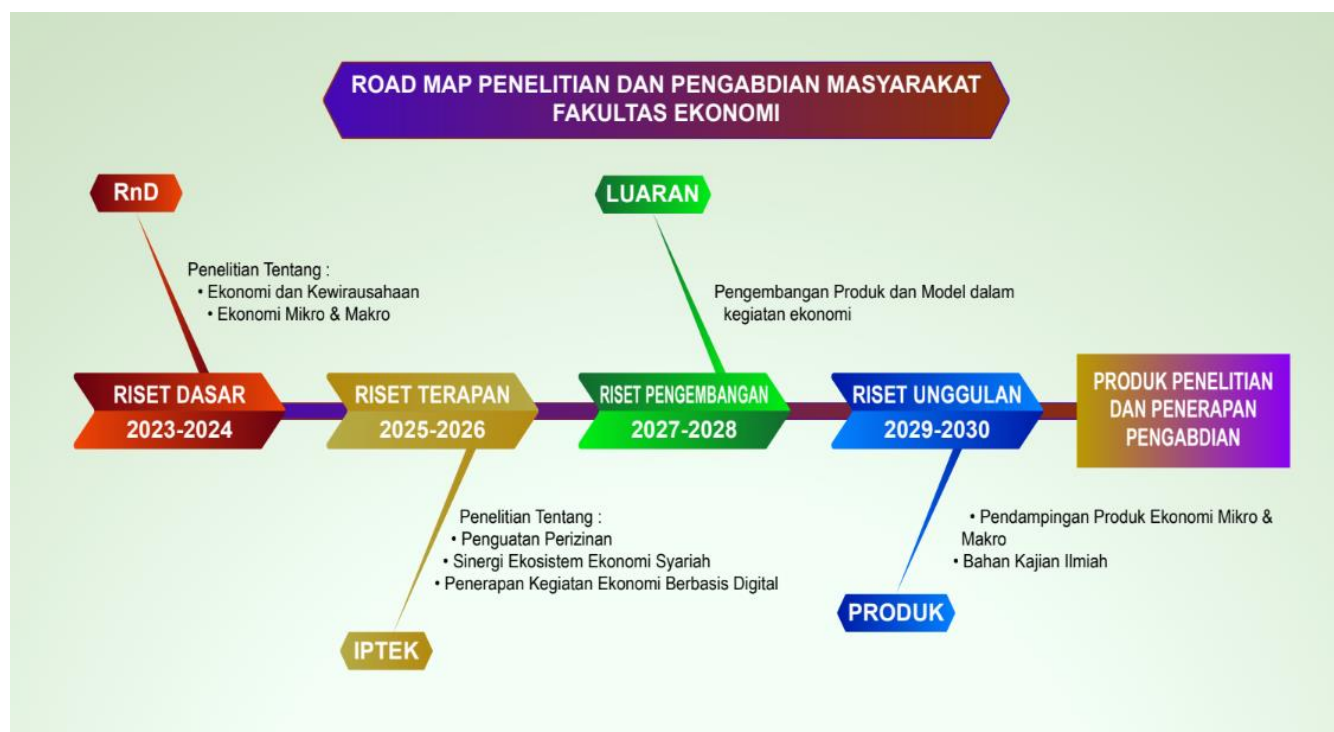 ROAD MAP PENELITIAN DAN PENGABDIAN MASYARAKAT
FAKULTAS EKONOMI
RnD
Penelitian Tentang :
• Ekonomi dan Kewirausahaan
• Ekonomi Mikro & Makro
LUARAN
Pengembangan Produk dan Model dalam
kegiatan ekonomi
RISET DASAR
2023-2024
RISET TERAPAN
2025-2026
RISET PENGEMBANGAN
2027-2028
RISET UNGGULAN
2029-2030
PRODUK PENELITIAN
DAN PENERAPAN
PENGABDIAN
Penelitian Tentang :
• Penguatan Perizinan
• Sinergi Ekosistem Ekonomi Syariah
• Penerapan Kegiatan Ekonomi Berbasis Digital
IPTEK
• Pendampingan Produk Ekonomi Mikro &
Makro
• Bahan Kajian Ilmiah
PRODUK